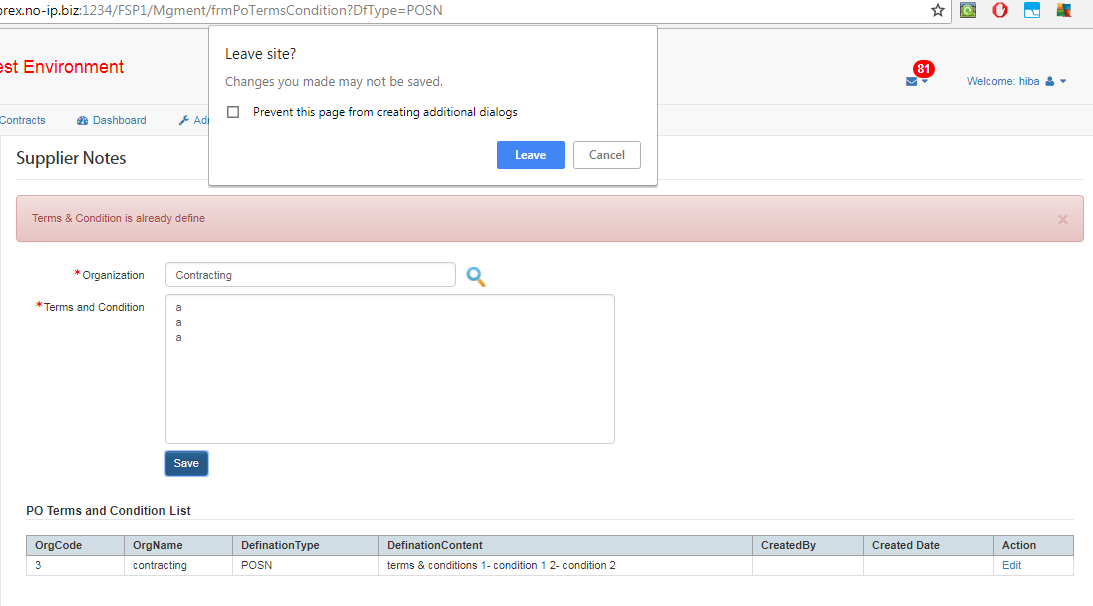 orex.no-ip.biz:1234/FSP1/Mgment/frmPoTermsCondition?DfType=POSN
Leave site?
Changes you made may not be saved.
Prevent this page from creating additional dialogs
Leave Cancel
est Environment
81
Welcome: hiba
Contracts Dashboard Ad
Supplier Notes
Terms & Condition is already define ×
*Organization Contracting
*Terms and Condition a
a
a
Save
PO Terms and Condition List
OrgCode OrgName DefinationType DefinationContent CreatedBy Created Date Action
3 contracting POSN terms & conditions 1- condition 1 2- condition 2 Edit